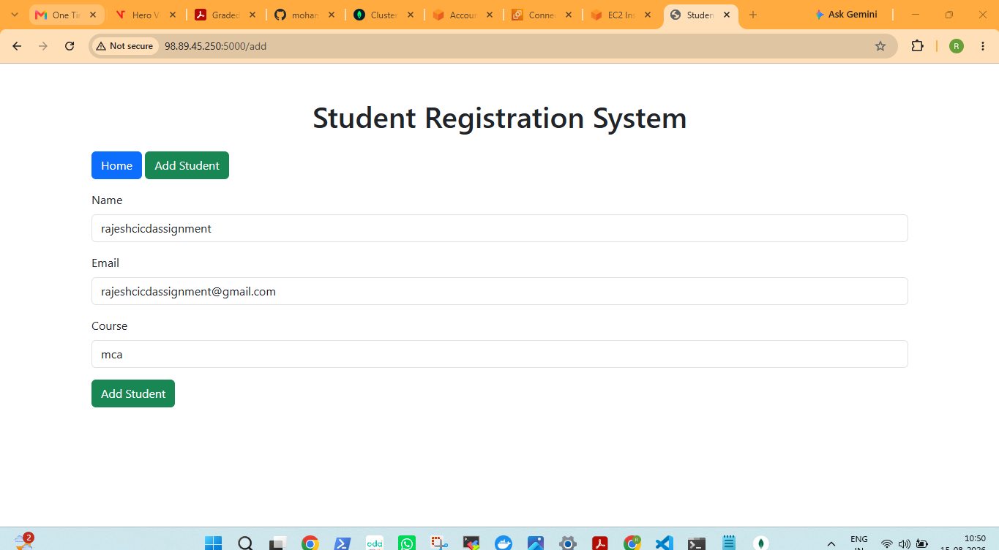 One Tir
Hero V
Graded
mohan
Cluster
Accour
Connec
EC2 Ins
Studen
Ask Gemini
Not secure
98.89.45.250:5000/add
R
Student Registration System
Home
Add Student
Name
rajeshcicdassignment
Email
rajeshcicdassignment@gmail.com
Course
mca
Add Student
2
ENG
IN
10:50
15-08-2026